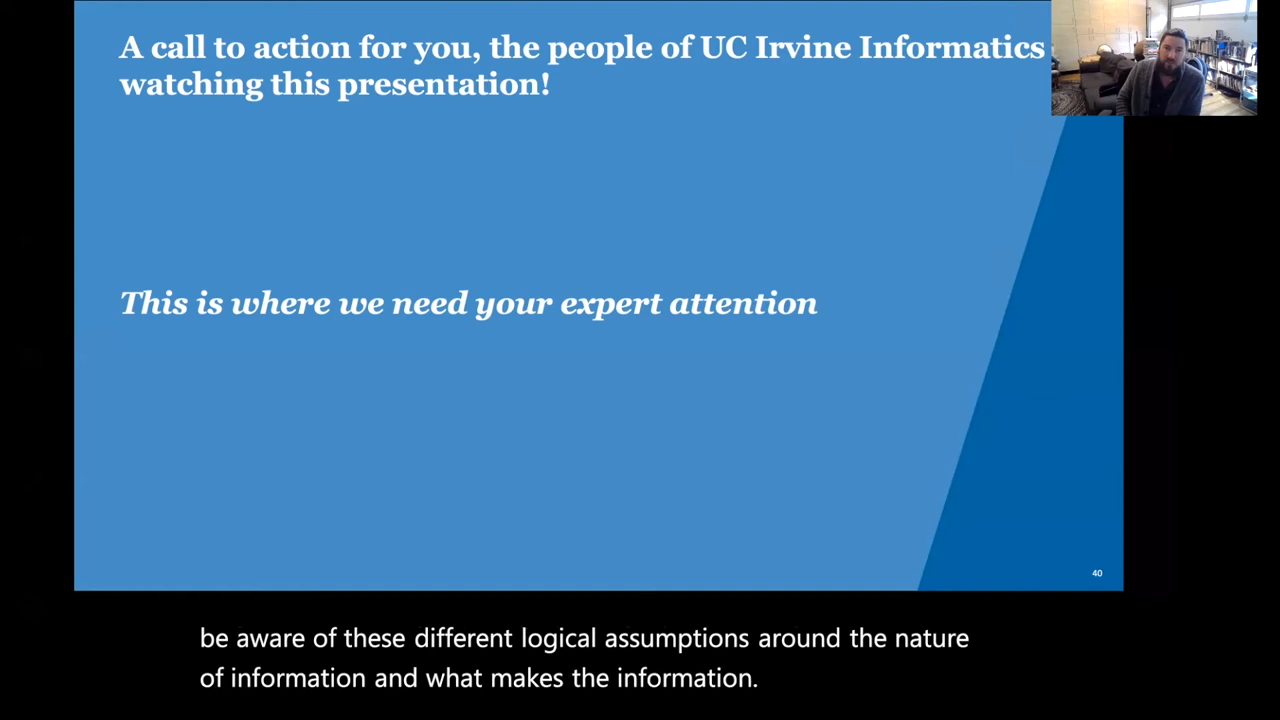 A call to action for you, the people of UC Irvine Informatics
watching this presentation!
This is where we need your expert attention
40
be aware of these different logical assumptions around the nature
of information and what makes the information.